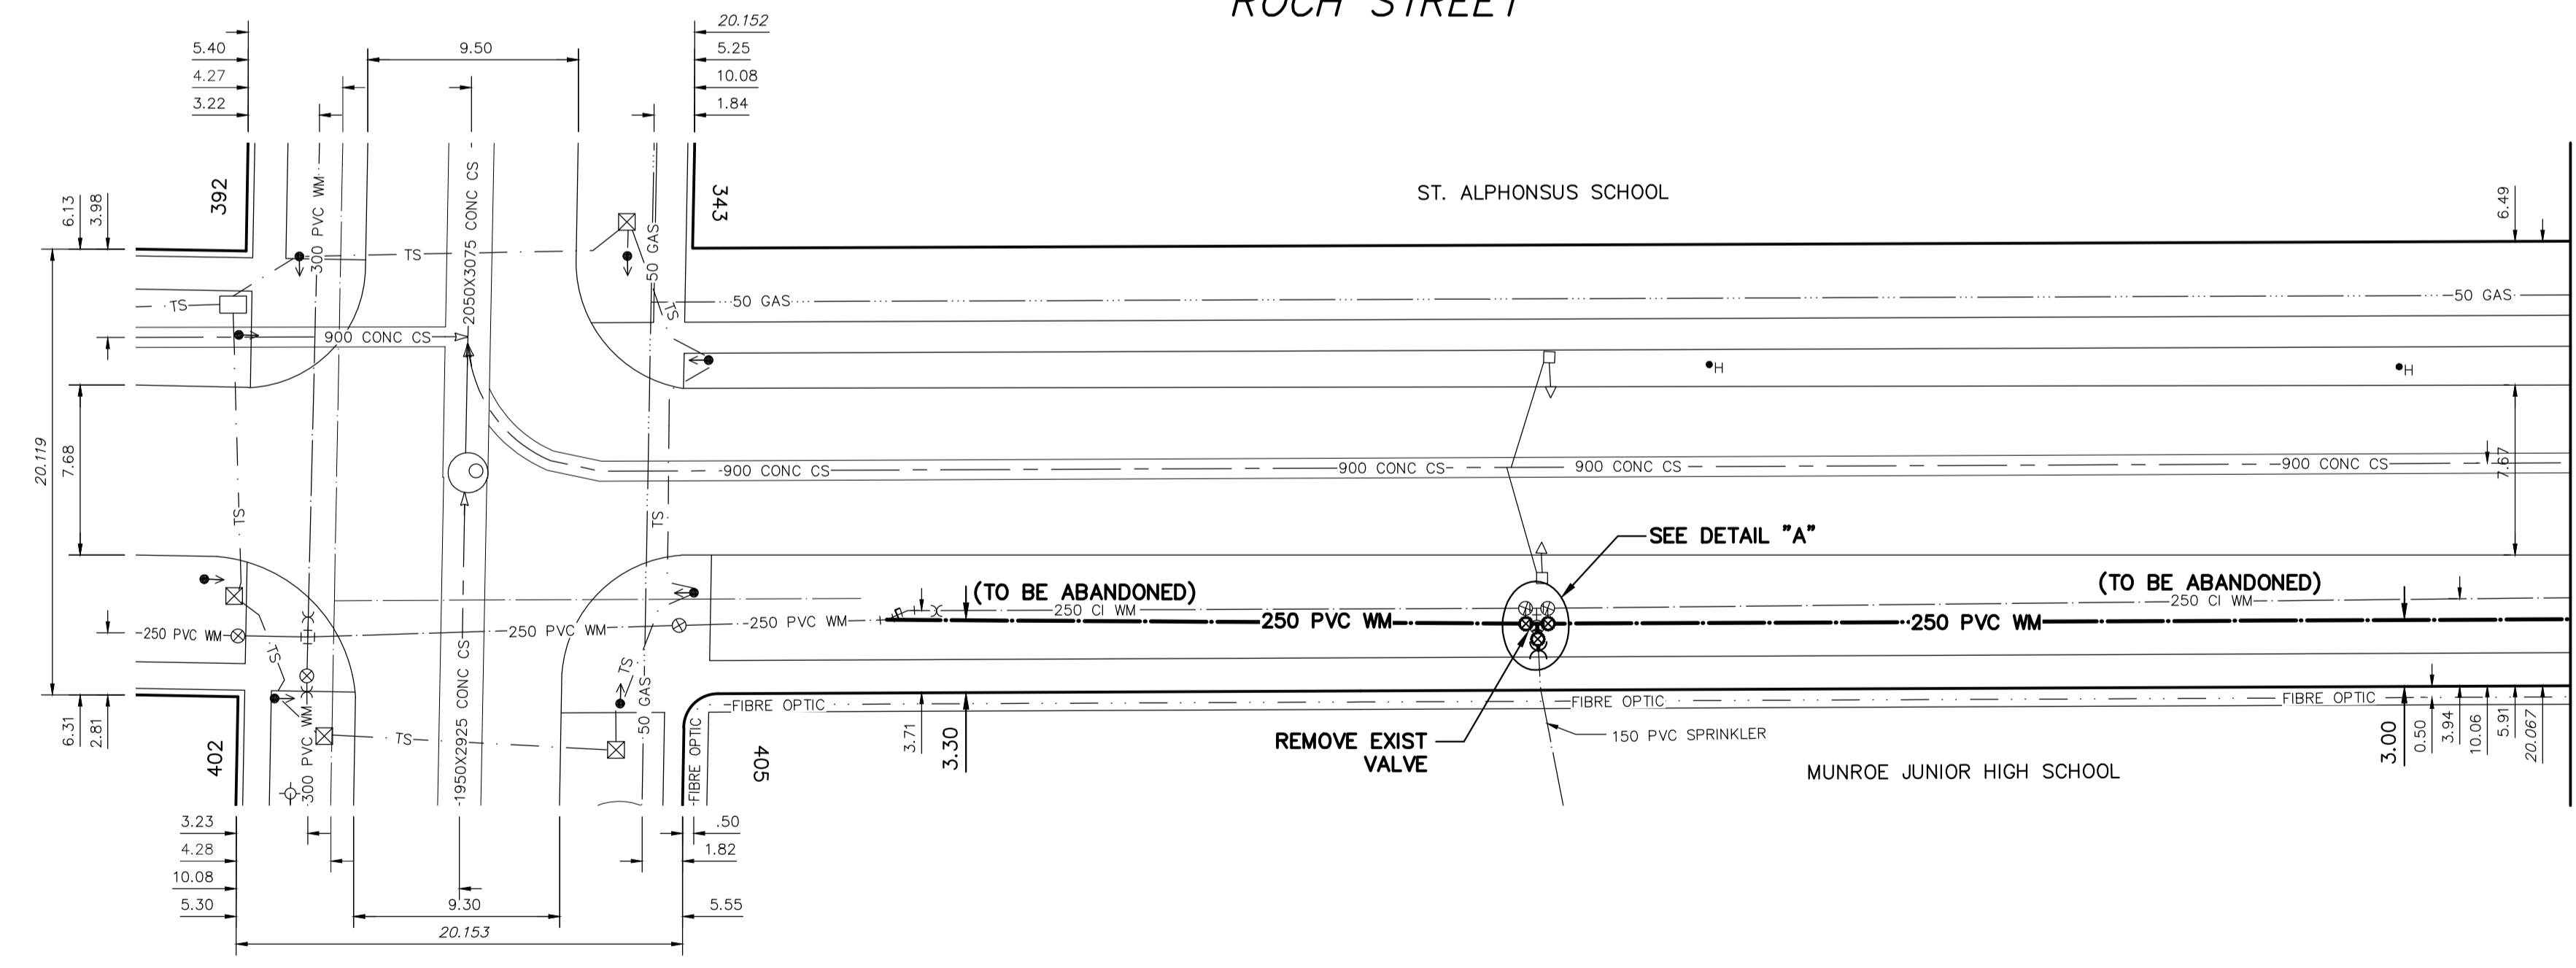 ROCH STREET
20.152
5.40
9.50
5.25
4.27
10.08
3.22
1.84
392
300 PVC WM
2050X3075 CONC CS
50 GAS
343
ST. ALPHONSUS SCHOOL
6.49
6.13
3.98
TS
TS
TS
50 GAS
50 GAS
900 CONC CS
H
H
20.119
7.68
900 CONC CS
900 CONC CS
900 CONC CS
900 CONC CS
7.67
TS
TS
SEE DETAIL "A"
(TO BE ABANDONED)
(TO BE ABANDONED)
250 CI WM
250 CI WM
250 PVC WM
250 PVC WM
250 PVC WM
250 PVC WM
250 PVC WM
TS
TS
6.31
2.81
402
300 PVC WM
TS
1950X2925 CONC CS
50 GAS
FIBRE OPTIC
405
FIBRE OPTIC
FIBRE OPTIC
FIBRE OPTIC
3.71
3.30
REMOVE EXIST
VALVE
150 PVC SPRINKLER
MUNROE JUNIOR HIGH SCHOOL
3.00
0.50
3.94
10.06
5.91
20.067
3.23
.50
4.28
1.82
10.08
5.30
9.30
5.55
20.153